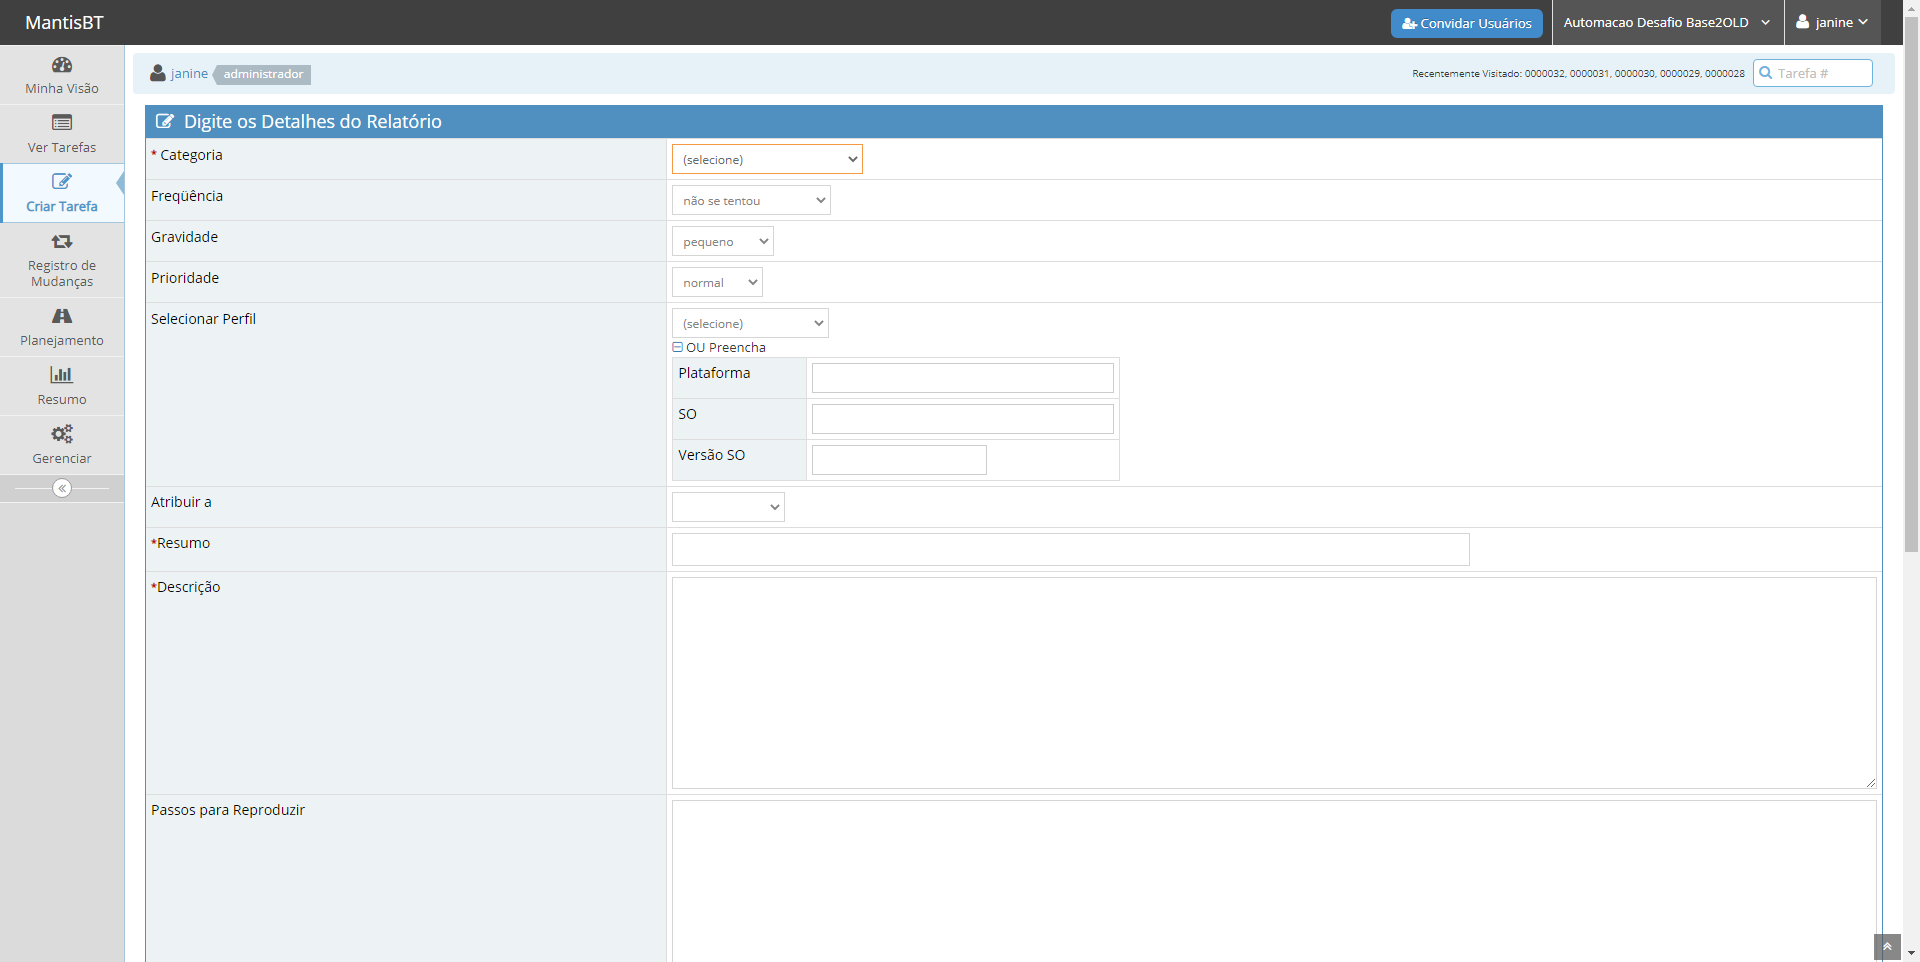 MantisBT
Convidar Usuários
Automacao Desafio Base2OLD
janine
janine
administrador
Recentemente Visitado: 0000032, 0000031, 0000030, 0000029, 0000028
Tarefa #
Minha Visão
Ver Tarefas
Criar Tarefa
Registro de
Mudanças
Planejamento
Resumo
Gerenciar
Digite os Detalhes do Relatório
* Categoria
(selecione)
Freqüência
não se tentou
Gravidade
pequeno
Prioridade
normal
Selecionar Perfil
(selecione)
OU Preencha
Plataforma
SO
Versão SO
Atribuir a
*Resumo
*Descrição
Passos para Reproduzir